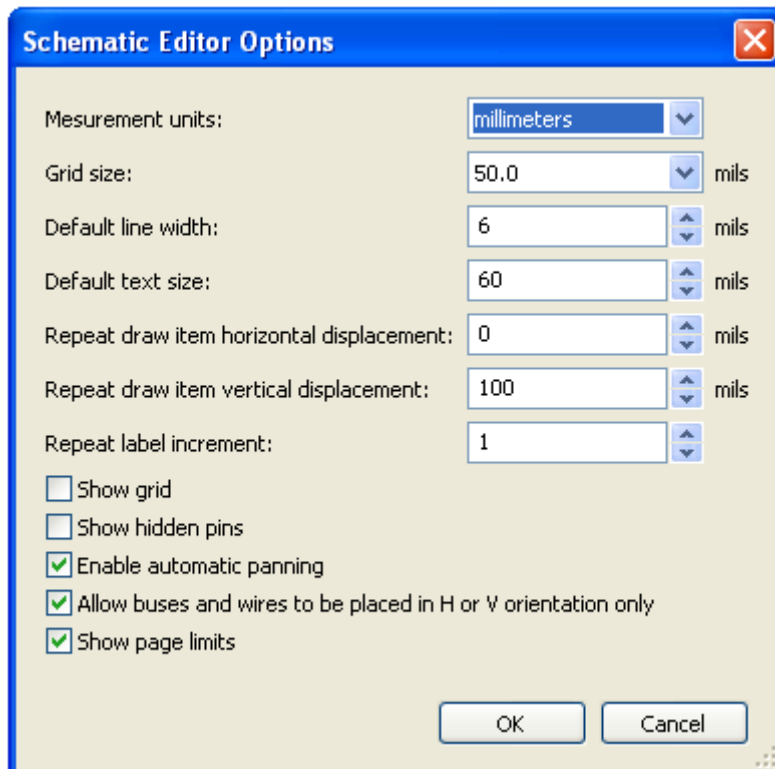 Schematic Editor Options
Mesurement units: millimeters
Grid size: 50.0 mils
Default line width: 6 mils
Default text size: 60 mils
Repeat draw item horizontal displacement: 0 mils
Repeat draw item vertical displacement: 100 mils
Repeat label increment: 1
Show grid
Show hidden pins
Enable automatic panning
Allow buses and wires to be placed in H or V orientation only
Show page limits
OK Cancel